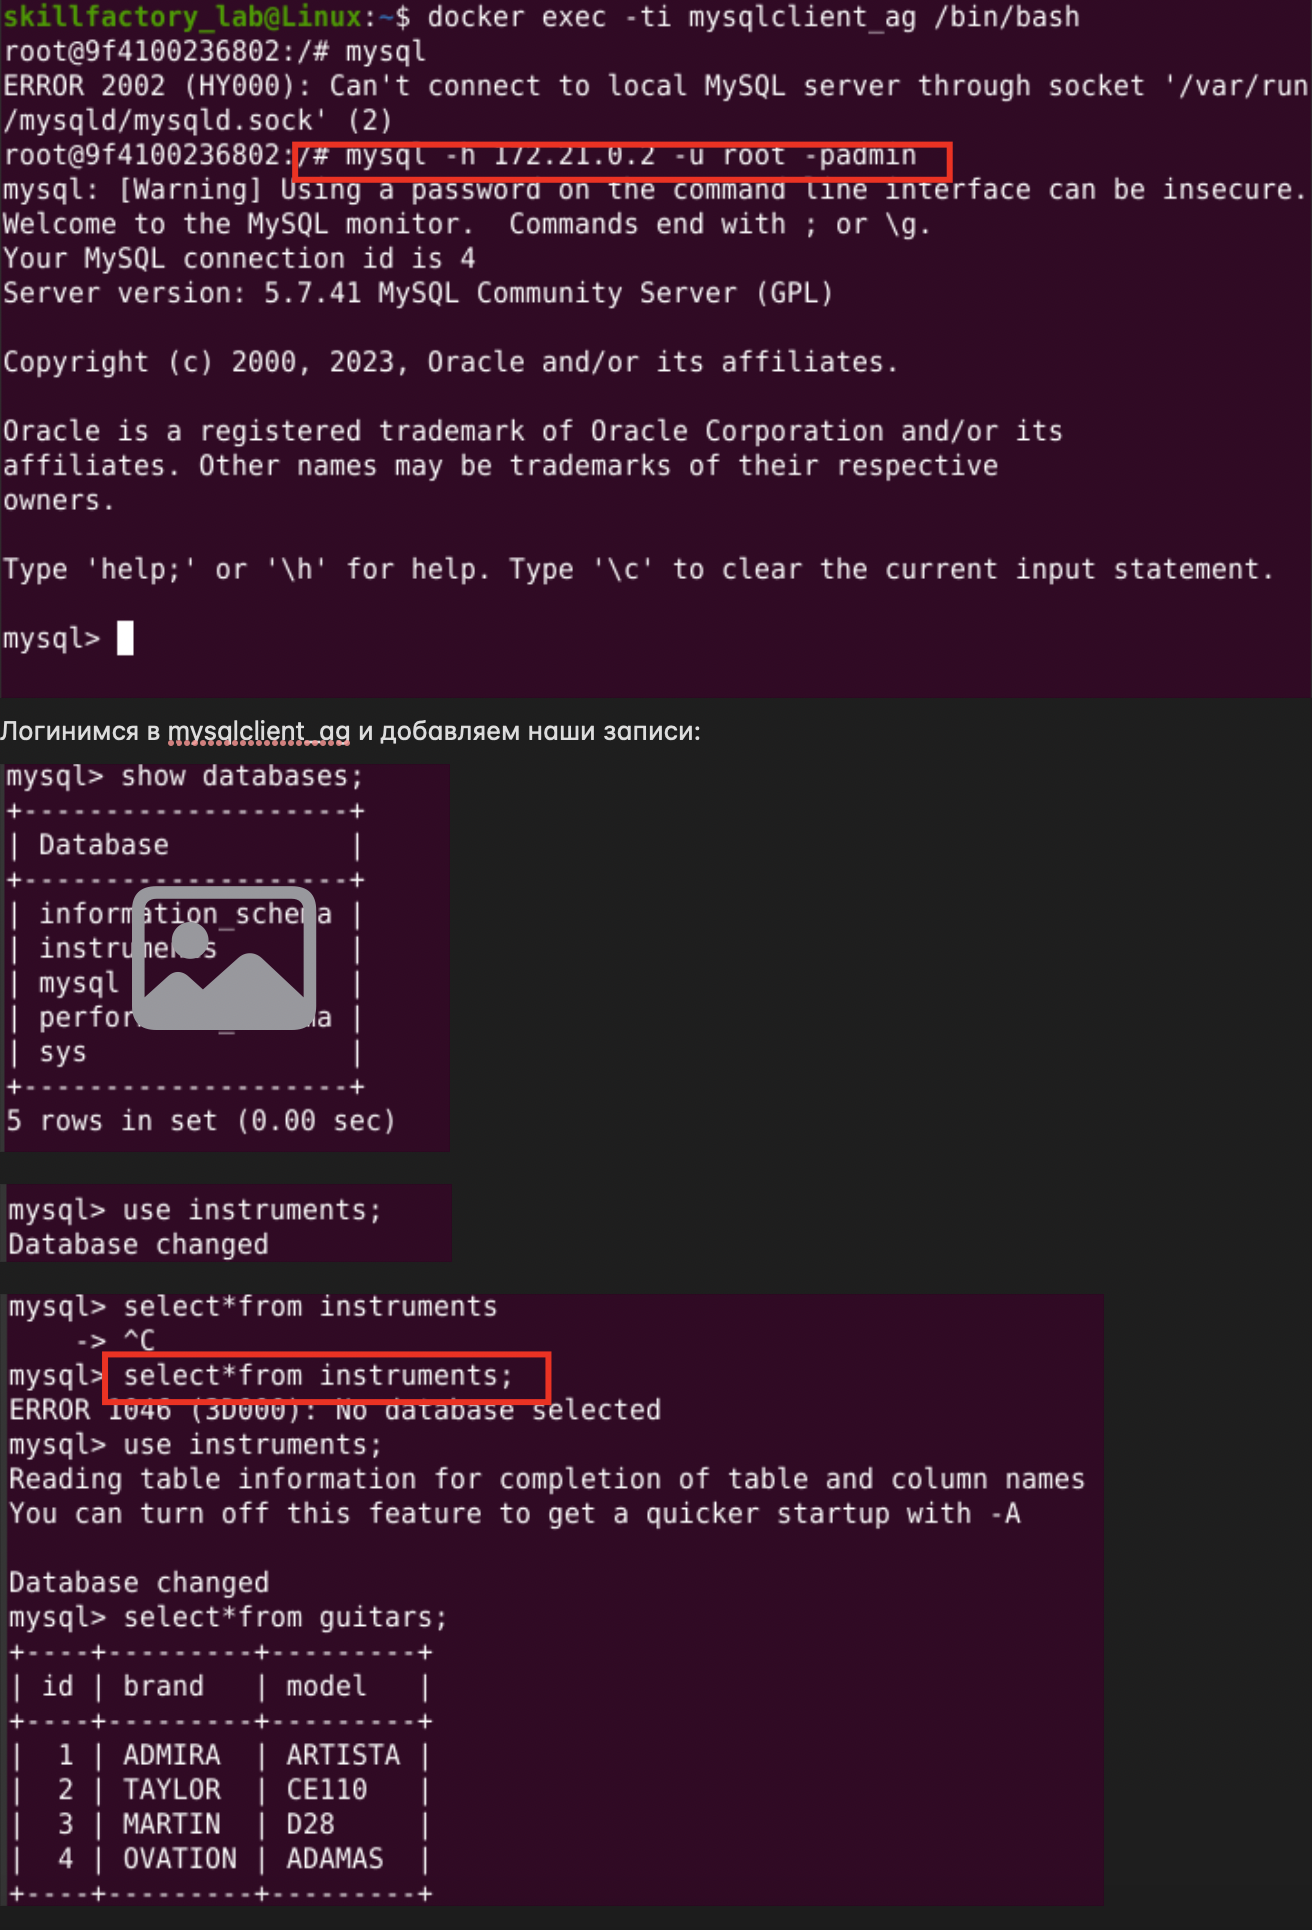 skillfactory_lab@Linux:~$ docker exec -ti mysqlclient_ag /bin/bash
root@9f4100236802:/# mysql
ERROR 2002 (HY000): Can't connect to local MySQL server through socket '/var/run
/mysqld/mysqld.sock' (2)
root@9f4100236802:/# mysql -h 172.21.0.2 -u root -padmin
mysql: [Warning] Using a password on the command line interface can be insecure.
Welcome to the MySQL monitor.  Commands end with ; or \g.
Your MySQL connection id is 4
Server version: 5.7.41 MySQL Community Server (GPL)
Copyright (c) 2000, 2023, Oracle and/or its affiliates.
Oracle is a registered trademark of Oracle Corporation and/or its
affiliates. Other names may be trademarks of their respective
owners.
Type 'help;' or '\h' for help. Type '\c' to clear the current input statement.
mysql>
Логинимся в mysqlclient_ag и добавляем наши записи:
mysql> show databases;
+--------------------+
| Database           |
+--------------------+
| information_schema |
| instruments        |
| mysql              |
| performance_schema |
| sys                |
+--------------------+
5 rows in set (0.00 sec)
mysql> use instruments;
Database changed
mysql> select*from instruments
    -> ^C
mysql> select*from instruments;
ERROR 1046 (3D000): No database selected
mysql> use instruments;
Reading table information for completion of table and column names
You can turn off this feature to get a quicker startup with -A
Database changed
mysql> select*from guitars;
+----+---------+---------+
| id | brand   | model   |
+----+---------+---------+
|  1 | ADMIRA  | ARTISTA |
|  2 | TAYLOR  | CE110   |
|  3 | MARTIN  | D28     |
|  4 | OVATION | ADAMAS  |
+----+---------+---------+